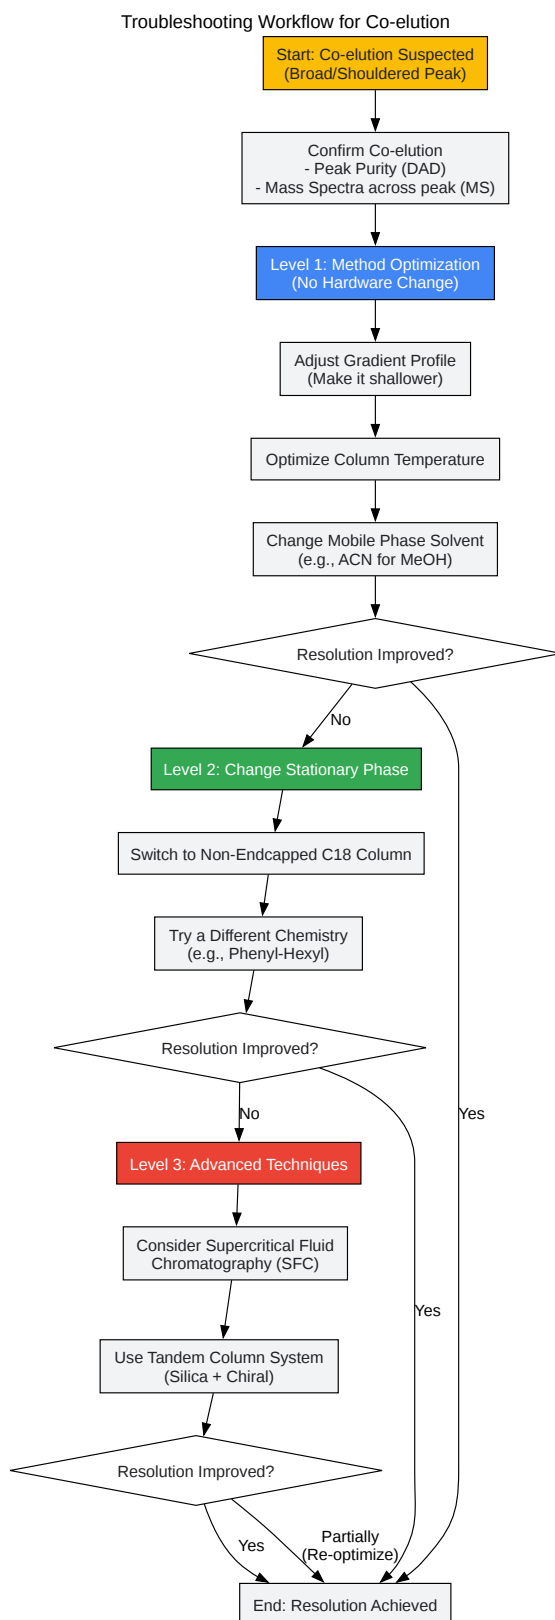 Troubleshooting Workflow for Co-elution
Start: Co-elution Suspected
(Broad/Shouldered Peak)
Confirm Co-elution
- Peak Purity (DAD)
- Mass Spectra across peak (MS)
Level 1: Method Optimization
(No Hardware Change)
Adjust Gradient Profile
(Make it shallower)
Optimize Column Temperature
Change Mobile Phase Solvent
(e.g., ACN for MeOH)
Resolution Improved?
No
Level 2: Change Stationary Phase
Switch to Non-Endcapped C18 Column
Try a Different Chemistry
(e.g., Phenyl-Hexyl)
Resolution Improved?
No
Yes
Level 3: Advanced Techniques
Consider Supercritical Fluid
Chromatography (SFC)
Yes
Use Tandem Column System
(Silica + Chiral)
Resolution Improved?
Yes
Partially
(Re-optimize)
End: Resolution Achieved